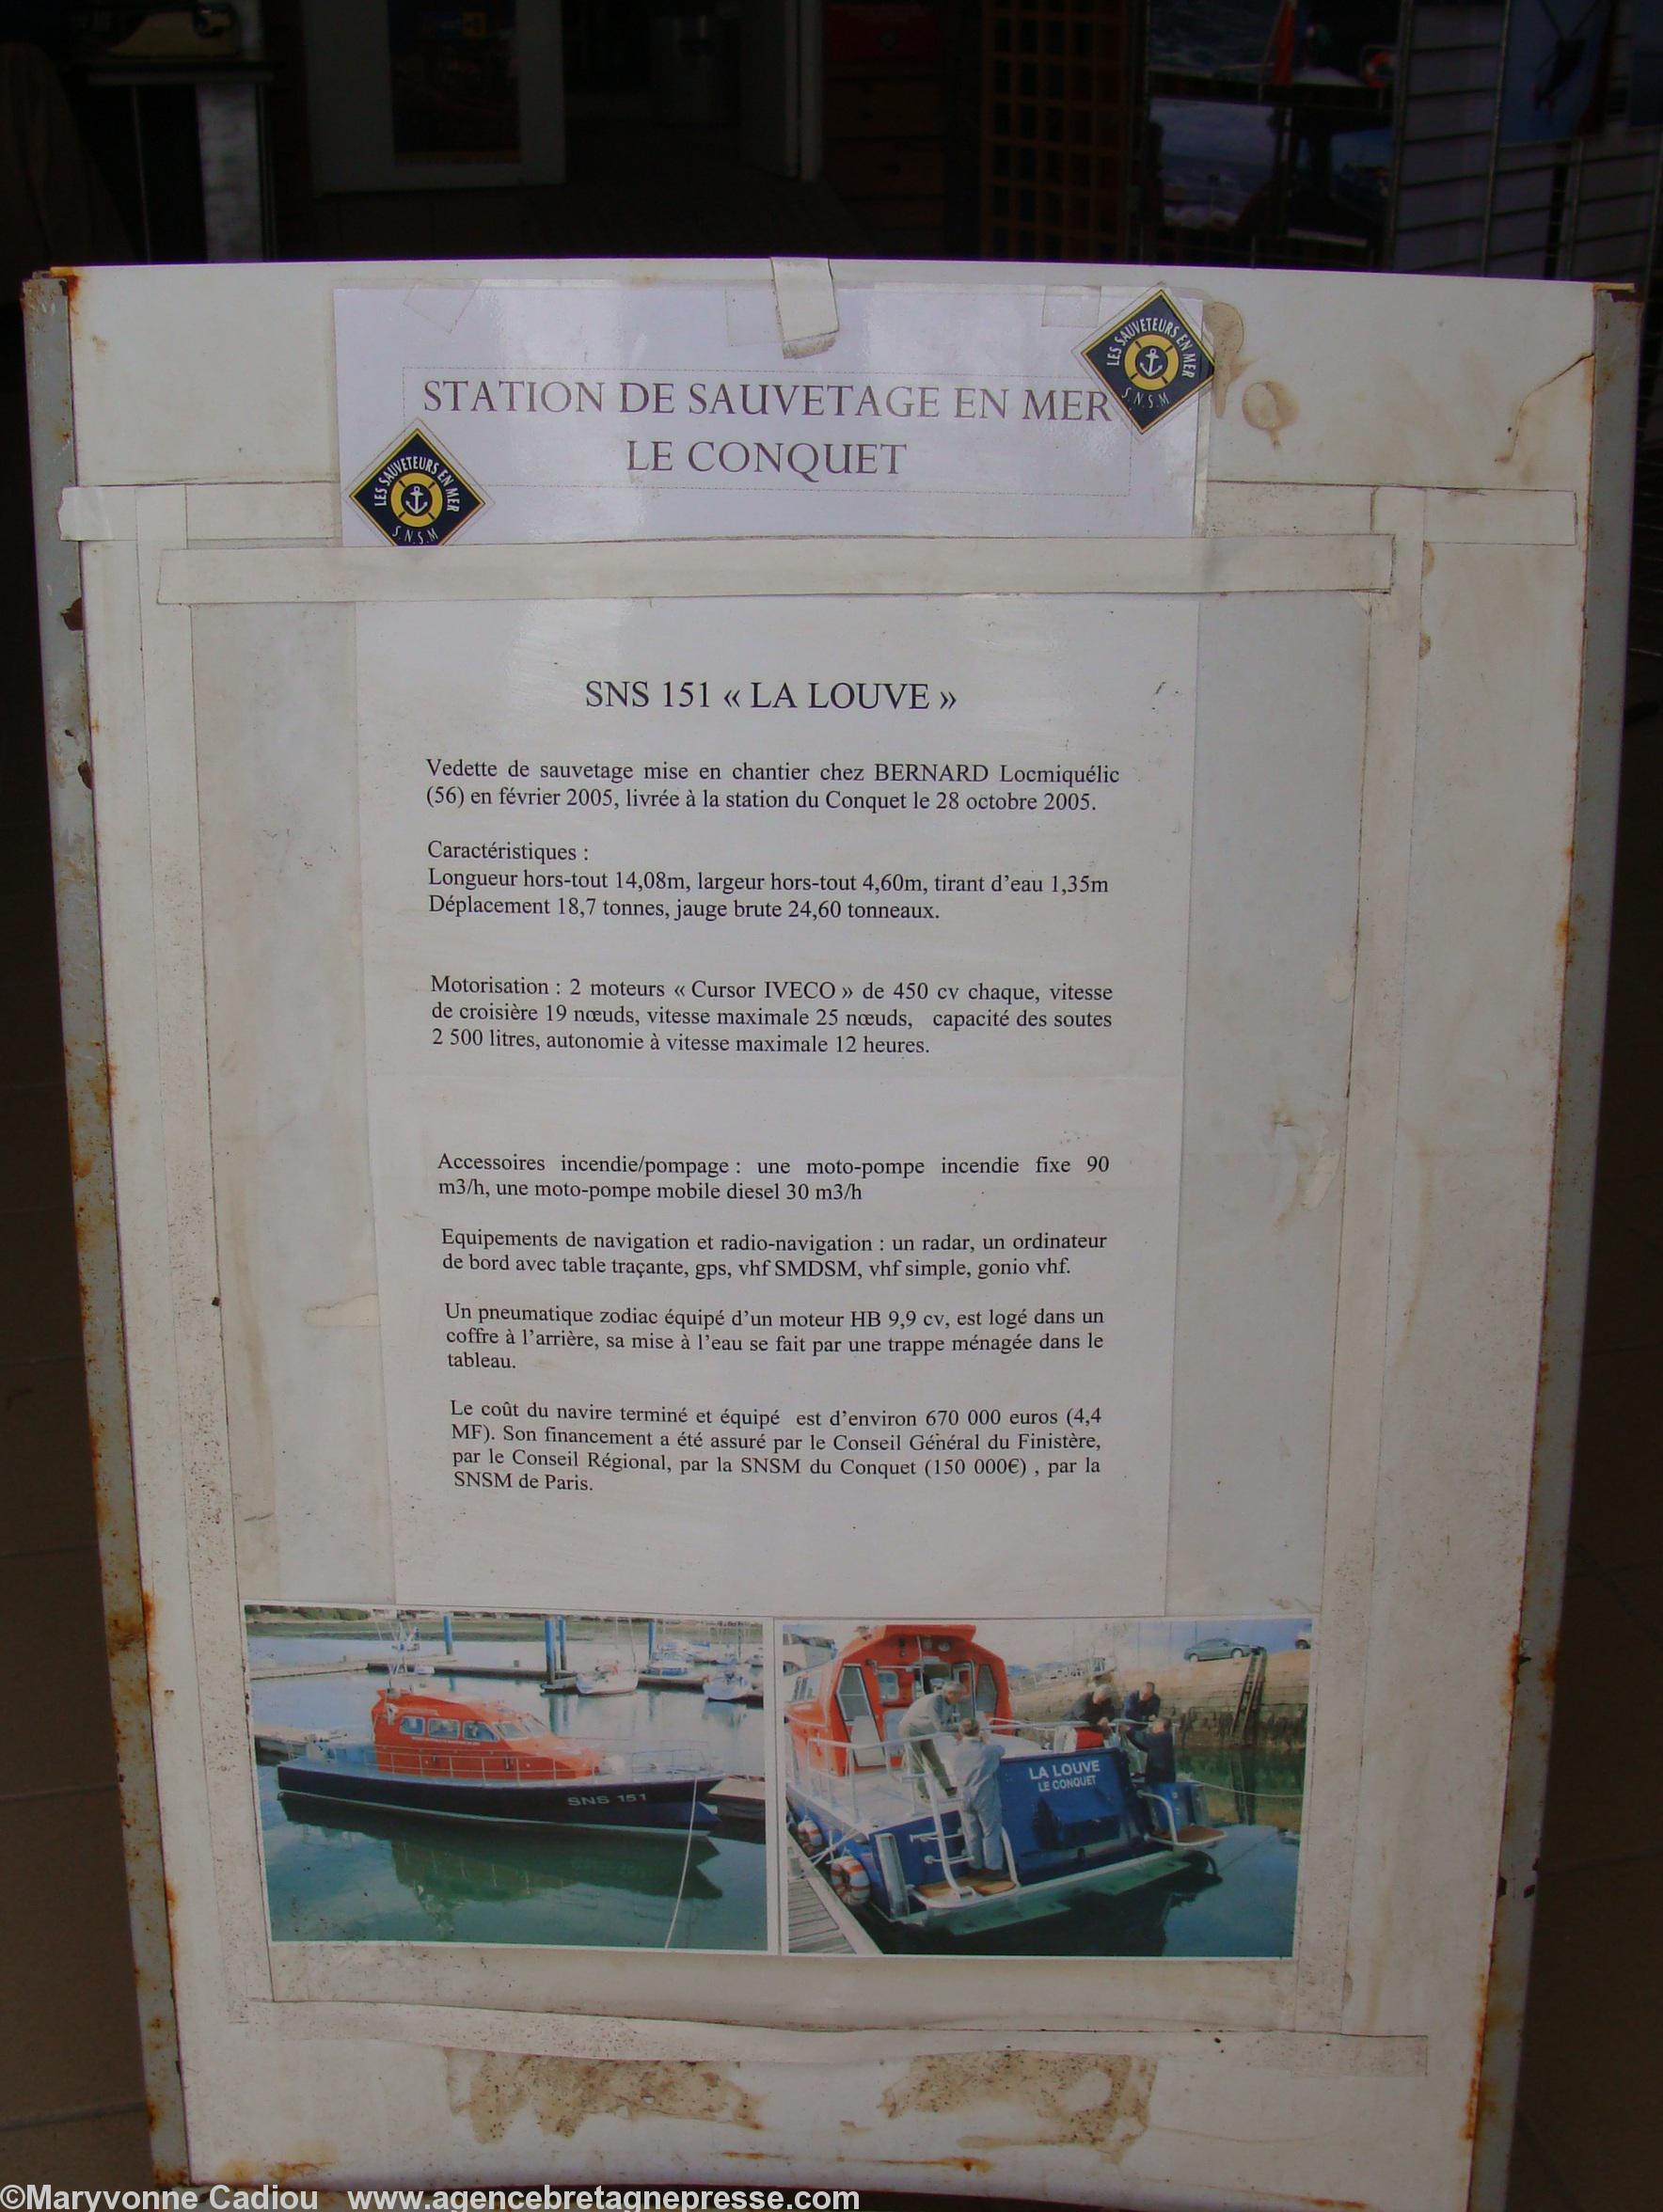 STATION DE SAUVETAGE EN MER
LES SAUVETEURS EN MER
S.N.S.M
LE CONQUET
LES SAUVETEURS EN MER
S.N.S.M
SNS 151 « LA LOUVE »
Vedette de sauvetage mise en chantier chez BERNARD Locmiquélic
(56) en février 2005, livrée à la station du Conquet le 28 octobre 2005.
Caractéristiques :
Longueur hors-tout 14,08m, largeur hors-tout 4,60m, tirant d'eau 1,35m
Déplacement 18,7 tonnes, jauge brute 24,60 tonneaux.
Motorisation : 2 moteurs « Cursor IVECO » de 450 cv chaque, vitesse
de croisière 19 nœuds, vitesse maximale 25 nœuds, capacité des soutes
2 500 litres, autonomie à vitesse maximale 12 heures.
Accessoires incendie/pompage : une moto-pompe incendie fixe 90
m3/h, une moto-pompe mobile diesel 30 m3/h
Equipements de navigation et radio-navigation : un radar, un ordinateur
de bord avec table traçante, gps, vhf SMDSM, vhf simple, gonio vhf.
Un pneumatique zodiac équipé d'un moteur HB 9,9 cv, est logé dans un
coffre à l'arrière, sa mise à l'eau se fait par une trappe ménagée dans le
tableau.
Le coût du navire terminé et équipé est d'environ 670 000 euros (4,4
MF). Son financement a été assuré par le Conseil Général du Finistère,
par le Conseil Régional, par la SNSM du Conquet (150 000€) , par la
SNSM de Paris.
SNS 151
LA LOUVE
LE CONQUET
©Maryvonne Cadiou www.agencebretagnepresse.com